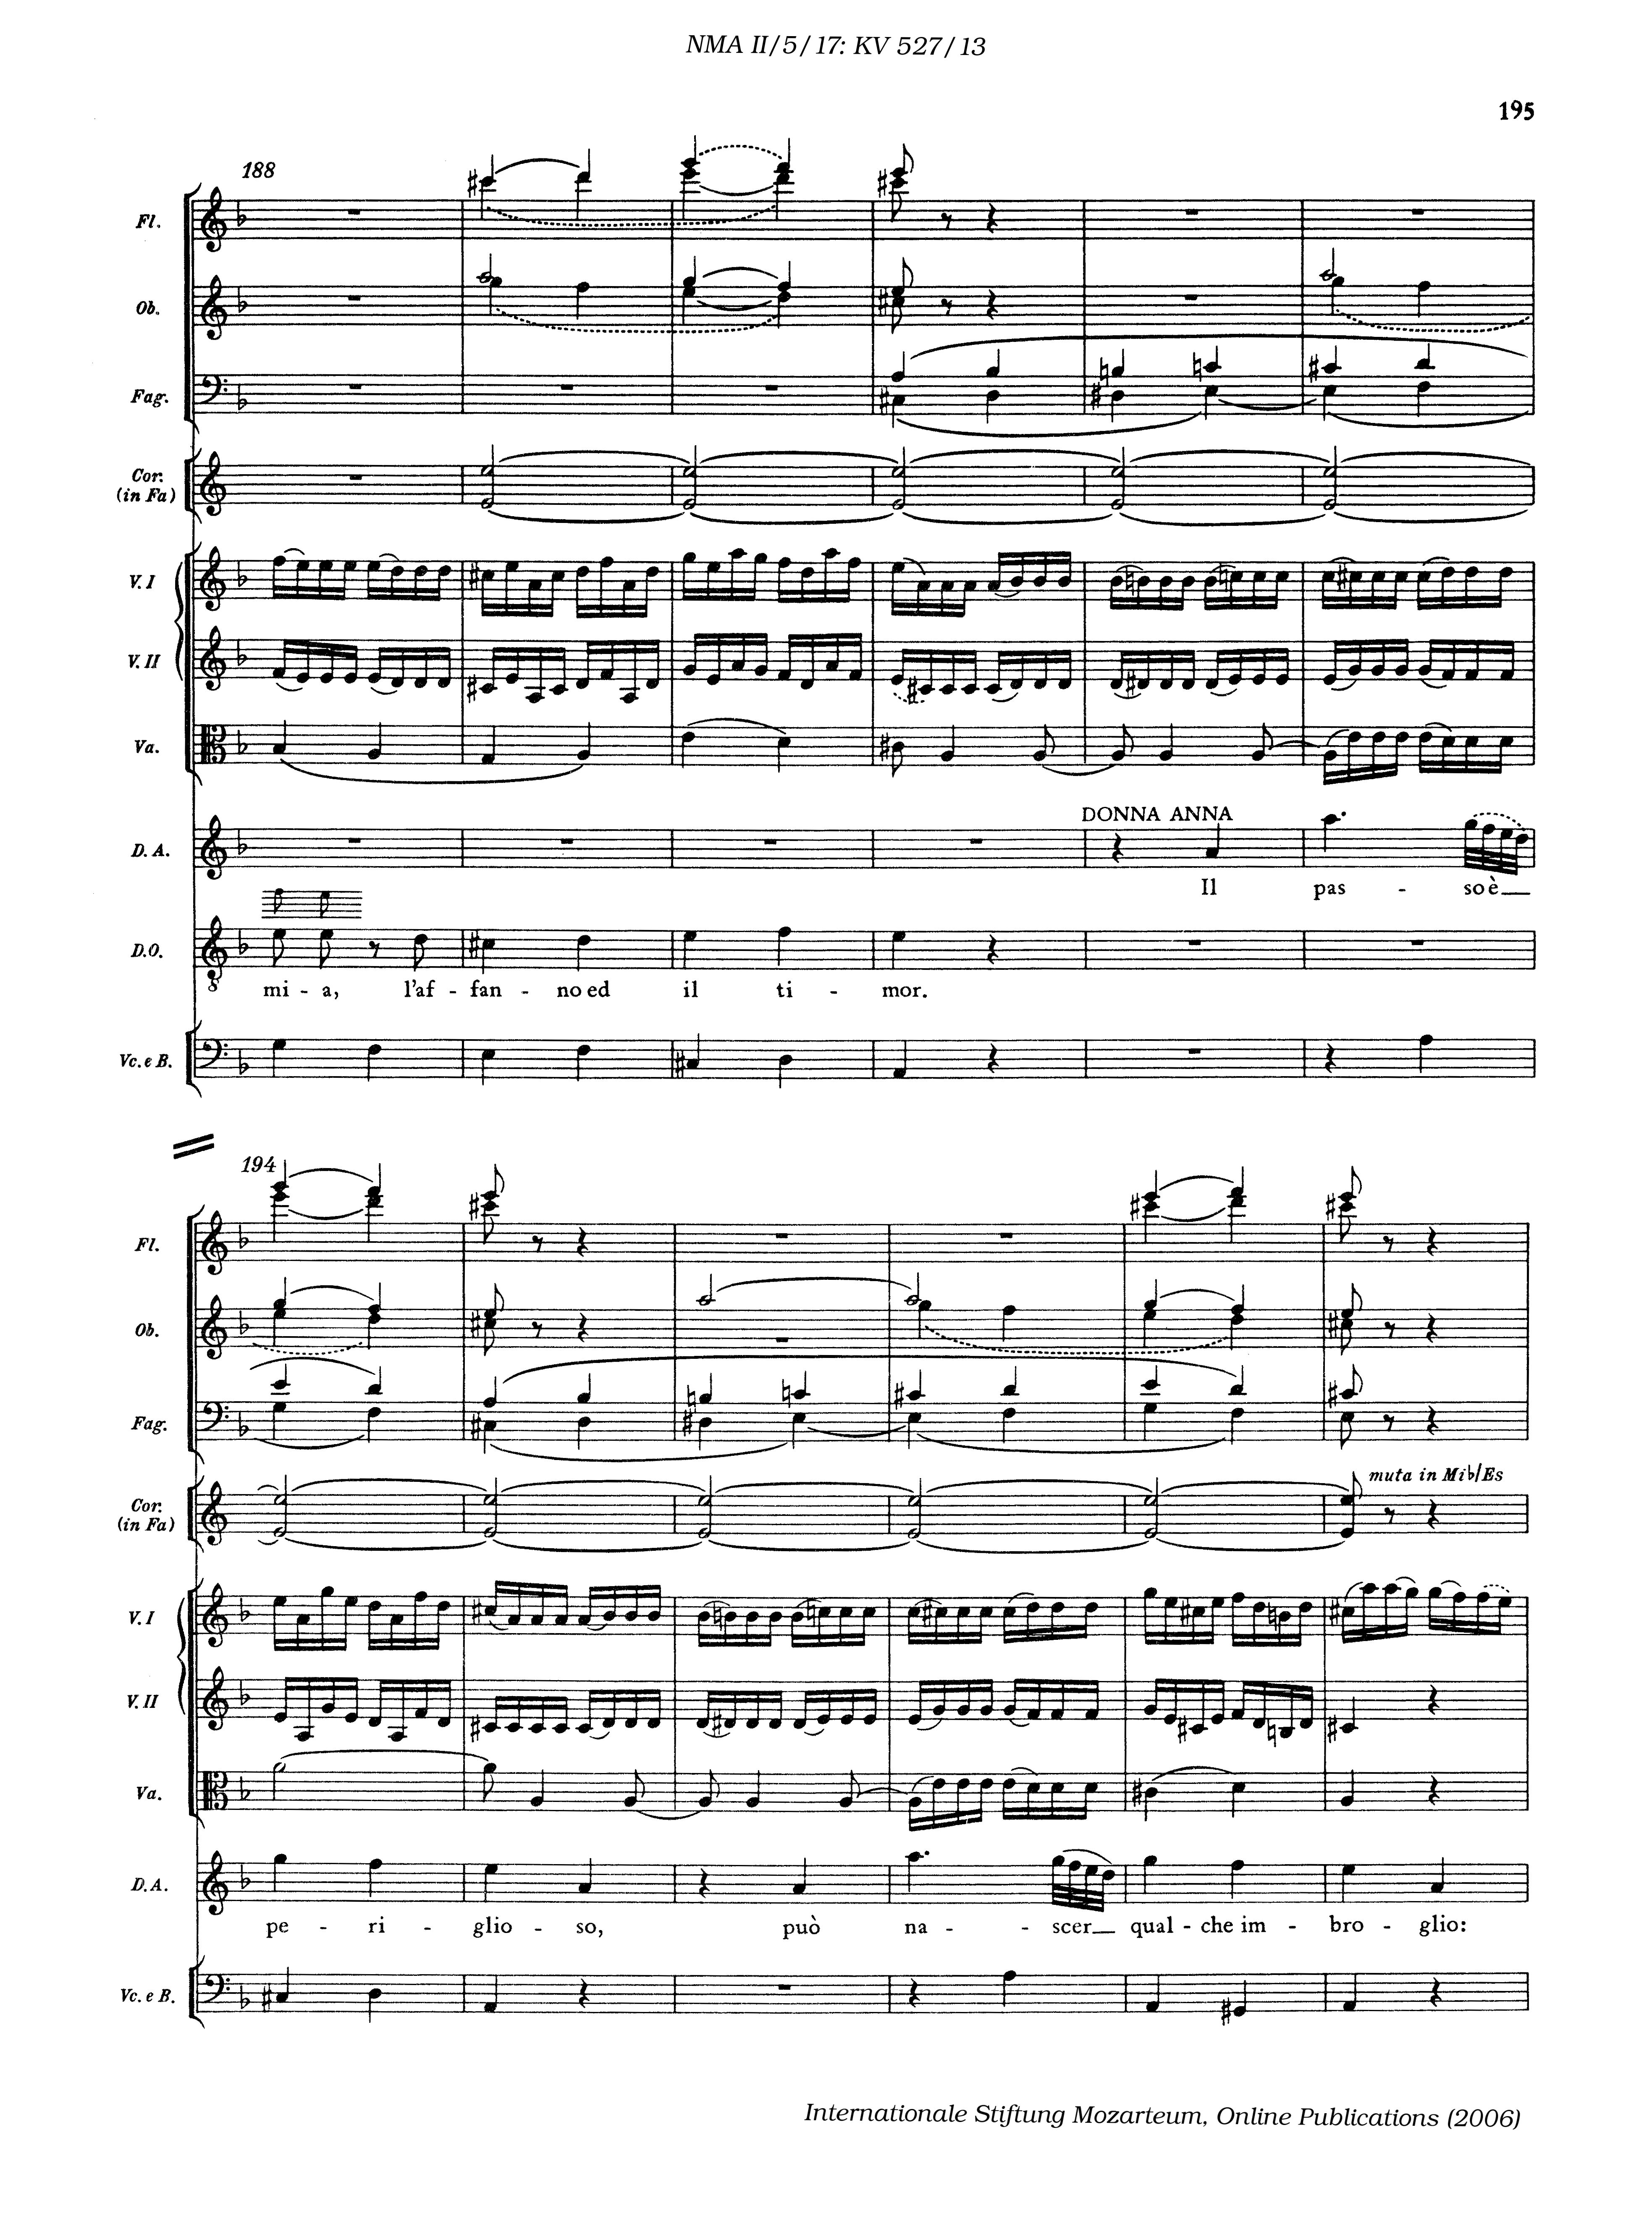 NMA II/5/17: KV 527/13
195
188
Fl.
Ob.
Fag.
Cor.
(in Fa)
V. I
V. II
Va.
DONNA ANNA
D. A.
Il pas - so è
D.O.
mi - a, l'af - fan - no ed il ti - mor.
Vc. e B.
194
Fl.
Ob.
Fag.
Cor.
(in Fa)
muta in Mi♭/Es
V. I
V. II
Va.
D. A.
pe - ri - glio - so, può na - scer qual - che im - bro - glio:
Vc. e B.
Internationale Stiftung Mozarteum, Online Publications (2006)